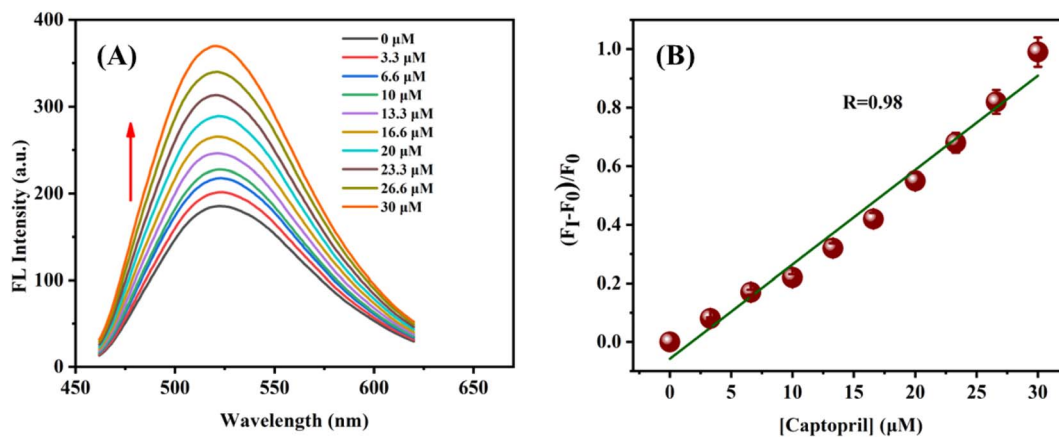 (A)
400
300
200
100
0
FL Intensity (a.u.)
0 µM
3.3 µM
6.6 µM
10 µM
13.3 µM
16.6 µM
20 µM
23.3 µM
26.6 µM
30 µM
450 500 550 600 650
Wavelength (nm)
(B)
R=0.98
1.0
0.8
0.6
0.4
0.2
0.0
(FI-F0)/F0
0 5 10 15 20 25 30
[Captopril] (µM)